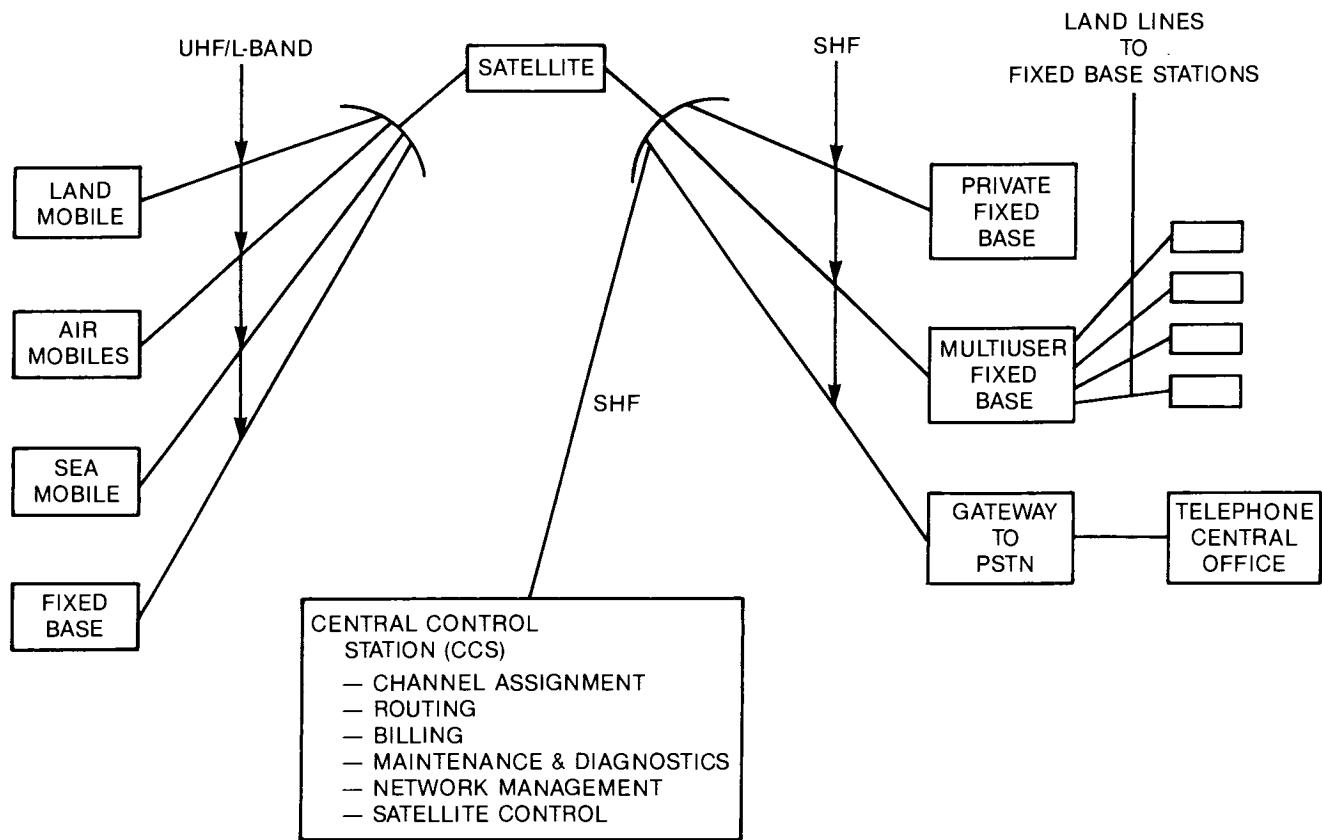 UHF/L-BAND
SATELLITE
SHF
LAND LINES
TO
FIXED BASE STATIONS
LAND
MOBILE
AIR
MOBILES
SEA
MOBILE
FIXED
BASE
SHF
PRIVATE
FIXED
BASE
MULTIUSER
FIXED
BASE
GATEWAY
TO
PSTN
TELEPHONE
CENTRAL
OFFICE
CENTRAL CONTROL
STATION (CCS)
— CHANNEL ASSIGNMENT
— ROUTING
— BILLING
— MAINTENANCE & DIAGNOSTICS
— NETWORK MANAGEMENT
— SATELLITE CONTROL